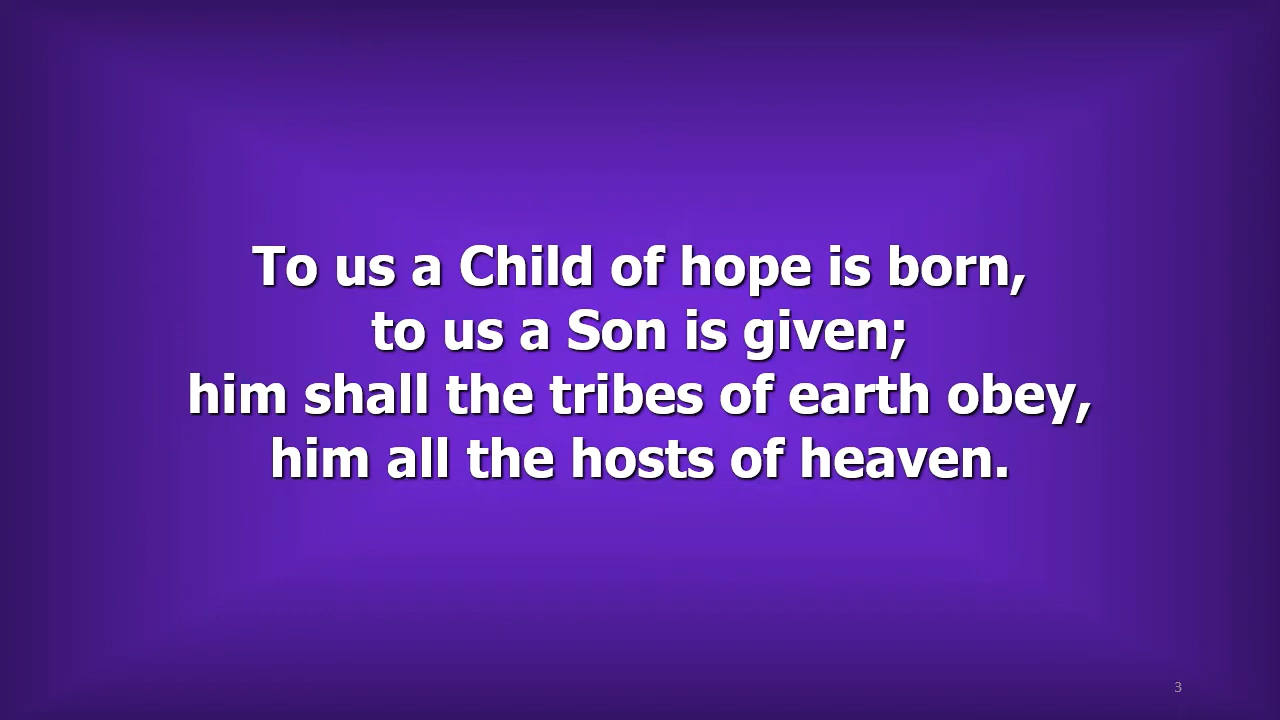 To us a Child of hope is born,
to us a Son is given;
him shall the tribes of earth obey,
him all the hosts of heaven.
3